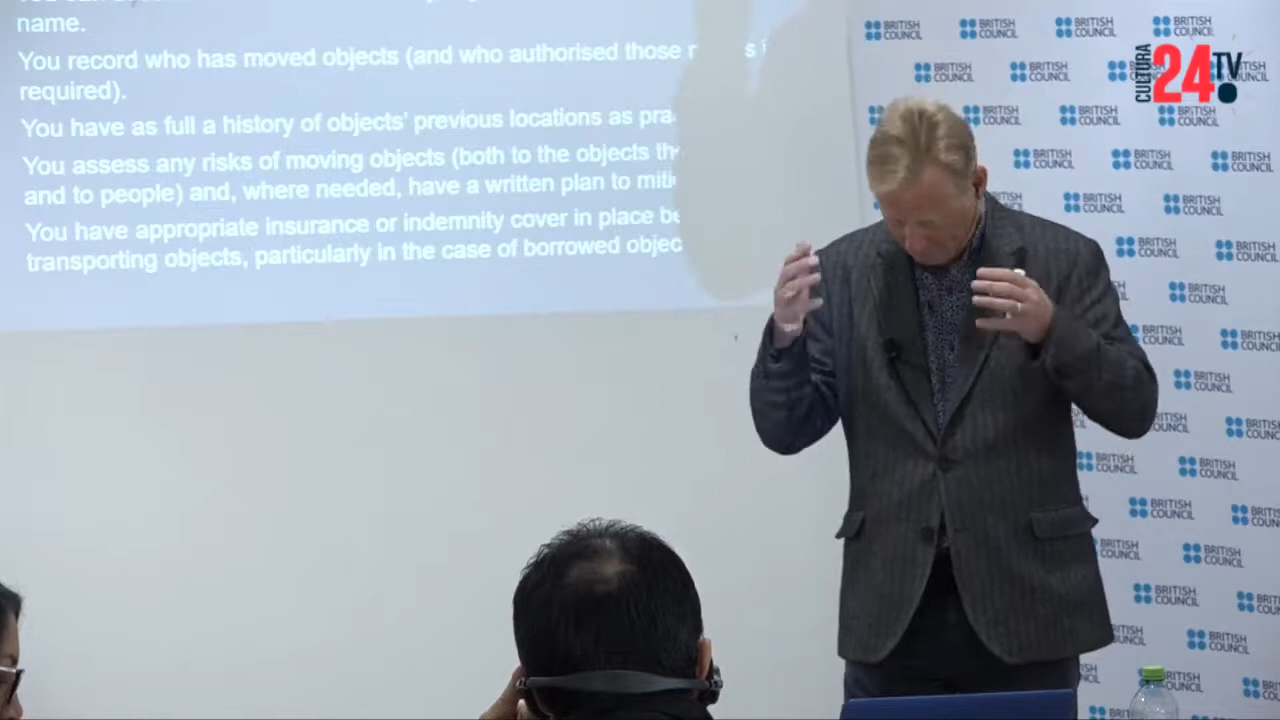 name.
You record who has moved objects (and who authorised those
required).
You have as full a history of objects' previous locations as
You assess any risks of moving objects (both to the objects
and to people) and, where needed, have a written plan to
You have appropriate insurance or indemnity cover in place
transporting objects, particularly in the case of borrowed
BRITISH COUNCIL
CULTURA 24.TV